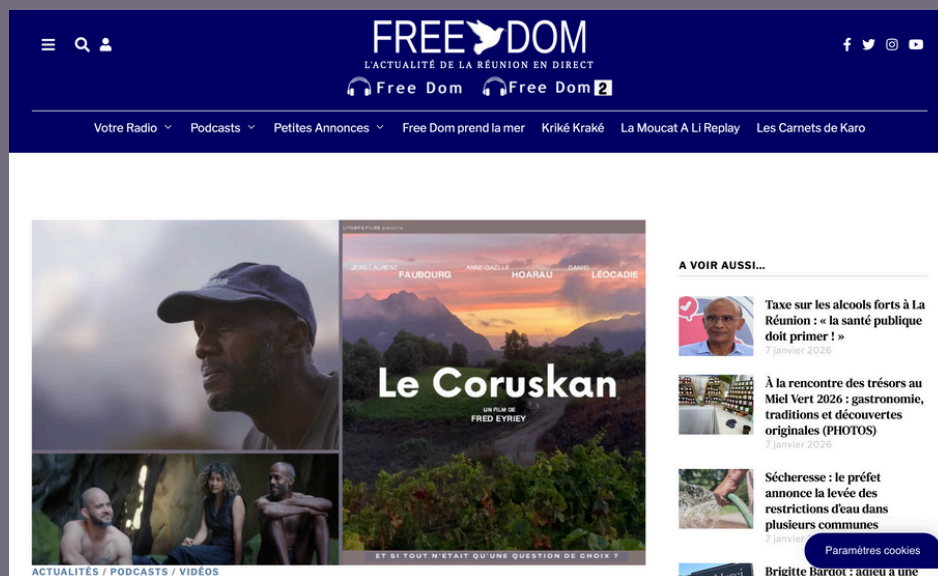 FREE DOM
L'ACTUALITÉ DE LA RÉUNION EN DIRECT
Free Dom Free Dom 2
Votre Radio Podcasts Petites Annonces Free Dom prend la mer Kriké Kraké La Moucat A Li Replay Les Carnets de Karo
JEAN-LAURENT FAUBOURG ANNE-GAËLLE HOARAU DANIEL LÉOCADIE
Le Coruskan
UN FILM DE
FRED EYRIEY
ET SI TOUT N'ÉTAIT QU'UNE QUESTION DE CHOIX ?
ACTUALITÉS / PODCASTS / VIDÉOS
A VOIR AUSSI...
Taxe sur les alcools forts à La
Réunion : « la santé publique
doit primer ! »
7 janvier 2026
À la rencontre des trésors au
Miel Vert 2026 : gastronomie,
traditions et découvertes
originales (PHOTOS)
7 janvier 2026
Sécheresse : le préfet
annonce la levée des
restrictions d'eau dans
plusieurs communes
7 janvier
Paramètres cookies
Brigitte Bardot : adieu à une